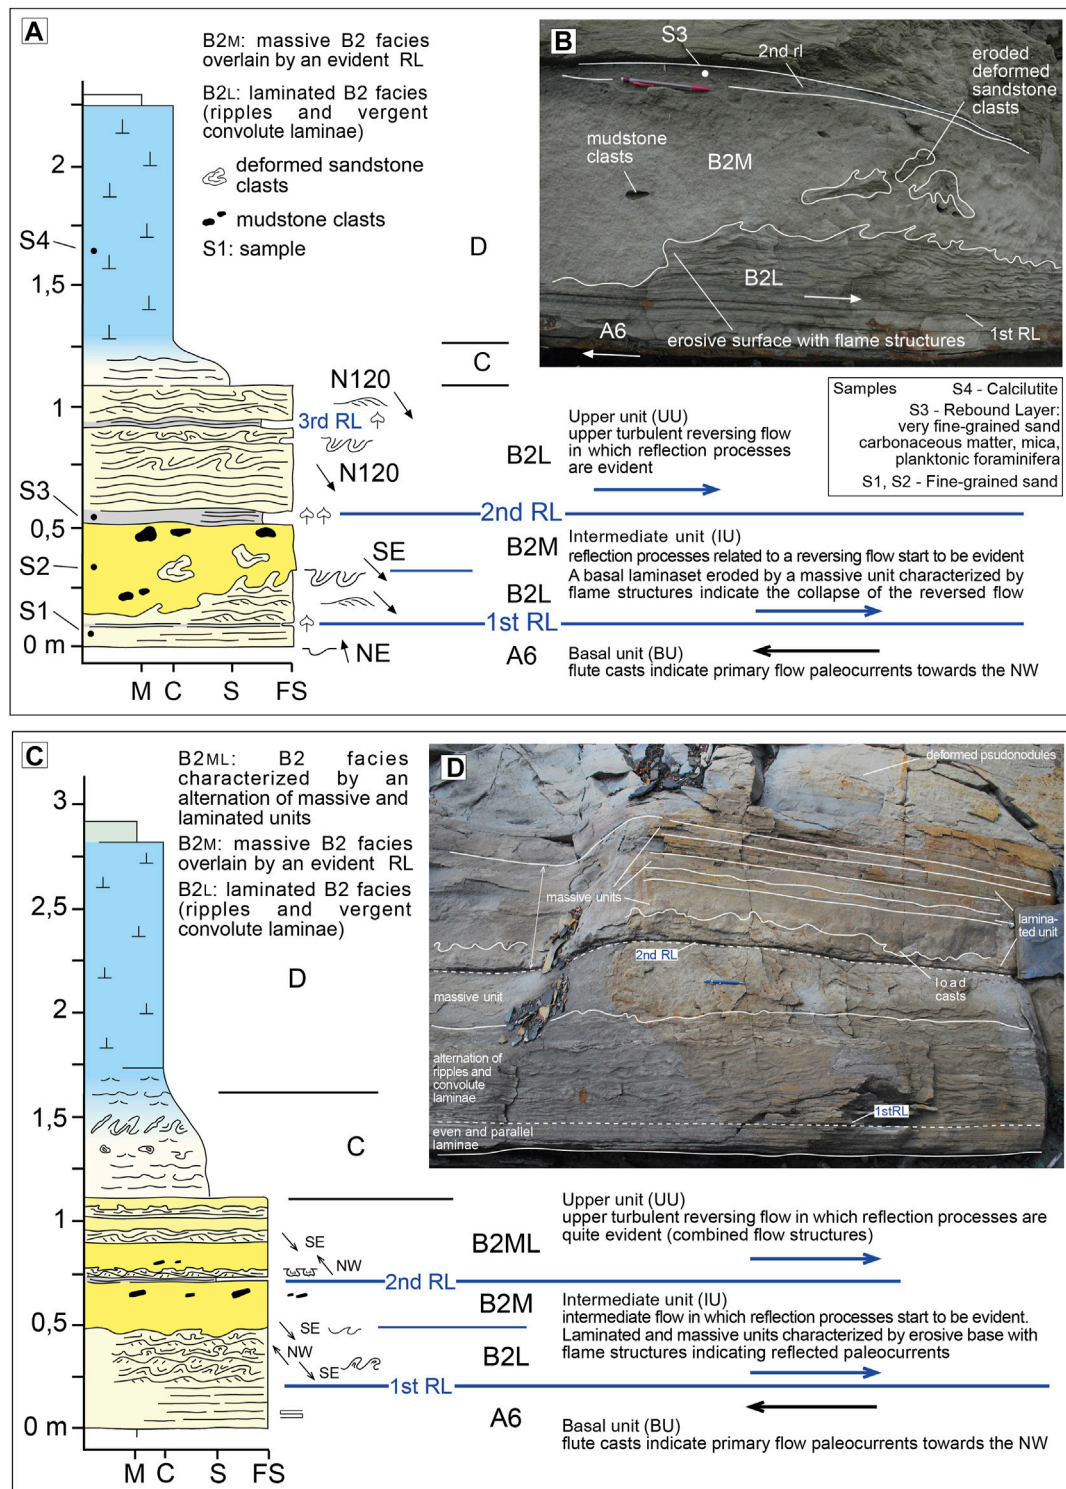 A
B2M: massive B2 facies
overlain by an evident RL
B2L: laminated B2 facies
(ripples and vergent
convolute laminae)
deformed sandstone
clasts
mudstone clasts
S1: sample
2
1,5
1
0,5
0 m
S4
S3
S2
S1
M C S FS
D
C
N120
3rd RL
N120
B2L
SE
B2M
B2L
NE
A6
2nd RL
1st RL
Upper unit (UU)
upper turbulent reversing flow
in which reflection processes
are evident
Intermediate unit (IU)
reflection processes related to a reversing flow start to be evident
A basal laminaset eroded by a massive unit characterized by
flame structures indicate the collapse of the reversed flow
Basal unit (BU)
flute casts indicate primary flow paleocurrents towards the NW
B
S3
2nd rl
eroded
deformed
sandstone
clasts
mudstone
clasts
B2M
B2L
1st RL
A6
erosive surface with flame structures
Samples S4 - Calcilutite
S3 - Rebound Layer:
very fine-grained sand
carbonaceous matter, mica,
planktonic foraminifera
S1, S2 - Fine-grained sand
C
B2ML: B2 facies
characterized by an
alternation of massive and
laminated units
B2M: massive B2 facies
overlain by an evident RL
B2L: laminated B2 facies
(ripples and vergent
convolute laminae)
3
2,5
2
1,5
1
0,5
0 m
M C S FS
D
C
SE
NW
B2ML
2nd RL
B2M
SE
NW
SE
B2L
1st RL
A6
D
deformed psudonodules
massive units
lamina-
ted unit
2nd RL
load
casts
massive unit
alternation of
ripples and
convolute
laminae
1stRL
even and parallel
laminae
Upper unit (UU)
upper turbulent reversing flow in which reflection processes are
quite evident (combined flow structures)
Intermediate unit (IU)
intermediate flow in which reflection processes start to be evident.
Laminated and massive units characterized by erosive base with
flame structures indicating reflected paleocurrents
Basal unit (BU)
flute casts indicate primary flow paleocurrents towards the NW